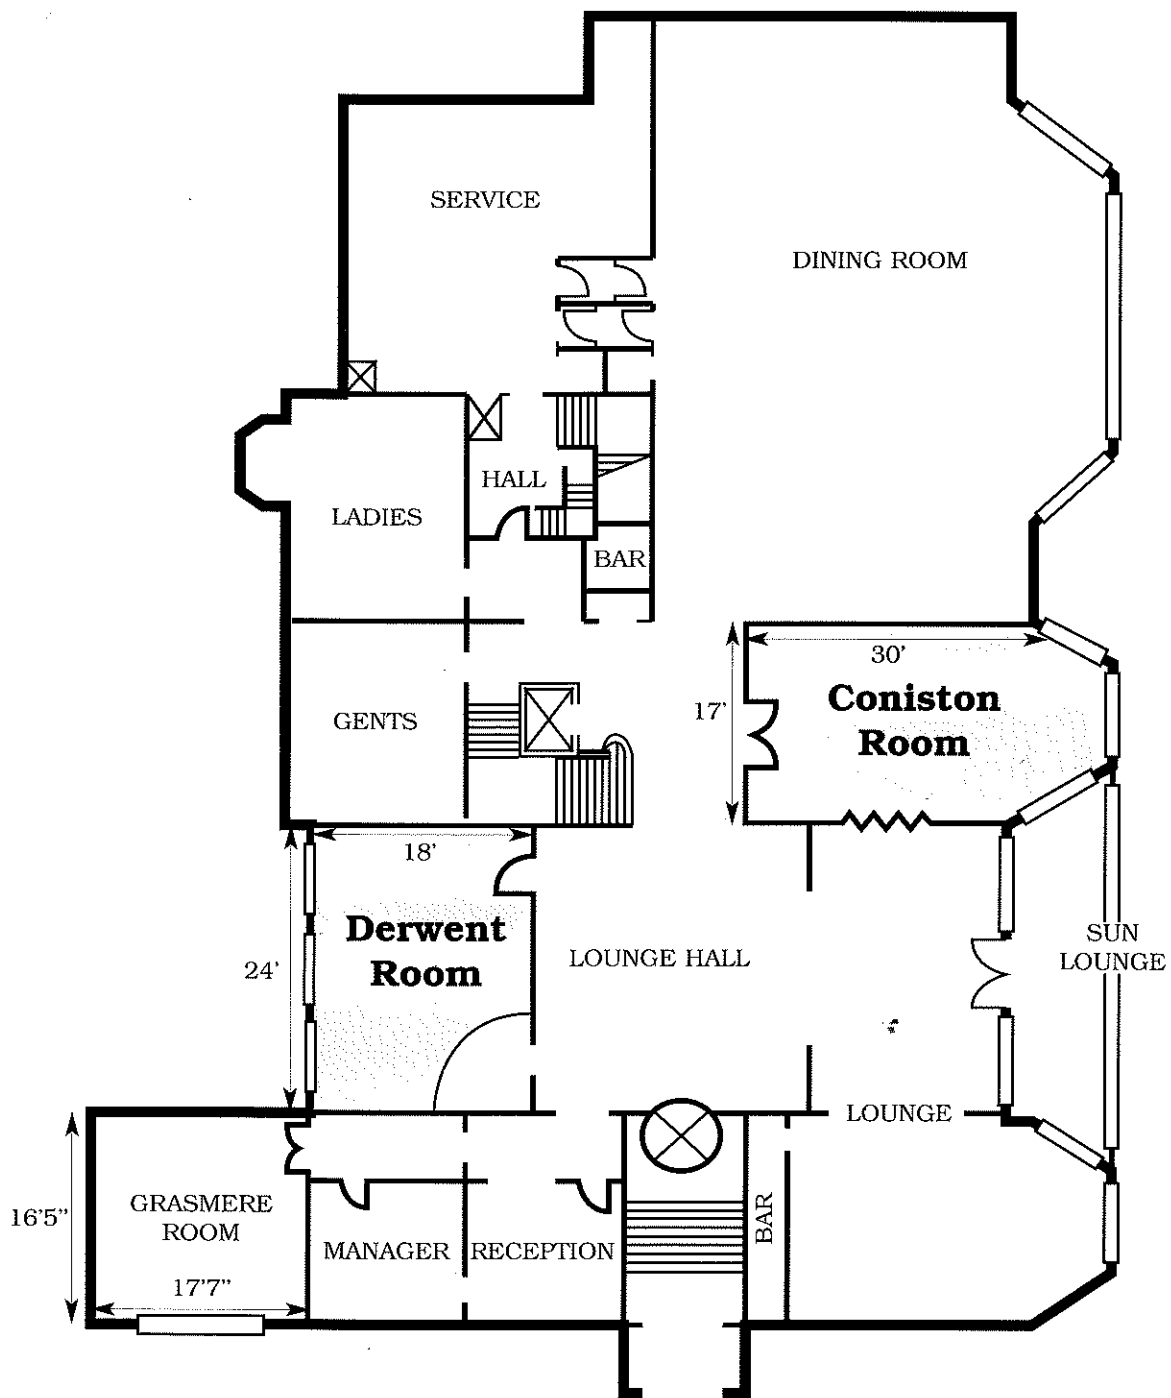 SERVICE
DINING ROOM
HALL
LADIES
BAR
30'
17'
Coniston
Room
GENTS
18'
Derwent
Room
24'
LOUNGE HALL
SUN
LOUNGE
LOUNGE
GRASMERE
ROOM
16'5"
17'7"
MANAGER
RECEPTION
BAR